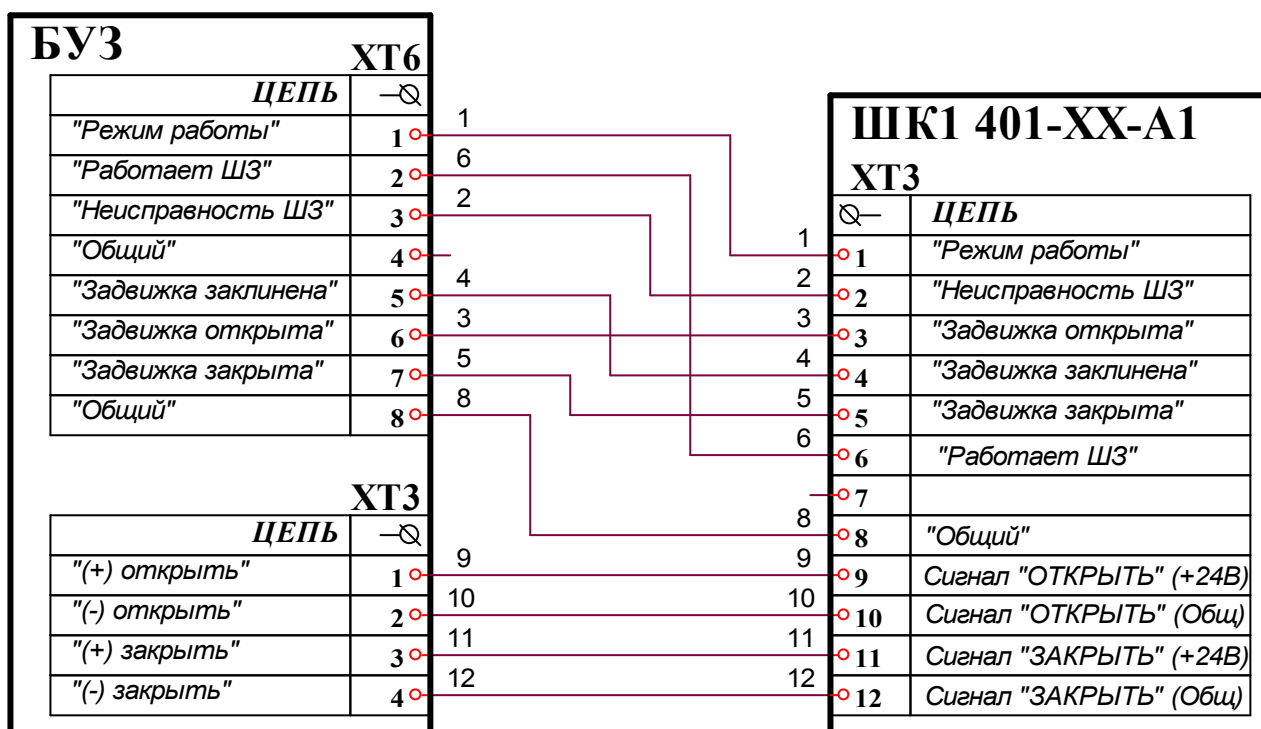 БУЗ
XT6
ЦЕПЬ
"Режим работы" 1
"Работает ШЗ" 2
"Неисправность ШЗ" 3
"Общий" 4
"Задвижка заклинена" 5
"Задвижка открыта" 6
"Задвижка закрыта" 7
"Общий" 8
XT3
ЦЕПЬ
"(+) открыть" 1
"(-) открыть" 2
"(+) закрыть" 3
"(-) закрыть" 4
1
6
2
4
3
5
8
9
10
11
12
1
2
3
4
5
6
8
9
10
11
12
ШК1 401-ХХ-А1
XT3
ЦЕПЬ
1 "Режим работы"
2 "Неисправность ШЗ"
3 "Задвижка открыта"
4 "Задвижка заклинена"
5 "Задвижка закрыта"
6 "Работает ШЗ"
7
8 "Общий"
9 Сигнал "ОТКРЫТЬ" (+24В)
10 Сигнал "ОТКРЫТЬ" (Общ)
11 Сигнал "ЗАКРЫТЬ" (+24В)
12 Сигнал "ЗАКРЫТЬ" (Общ)